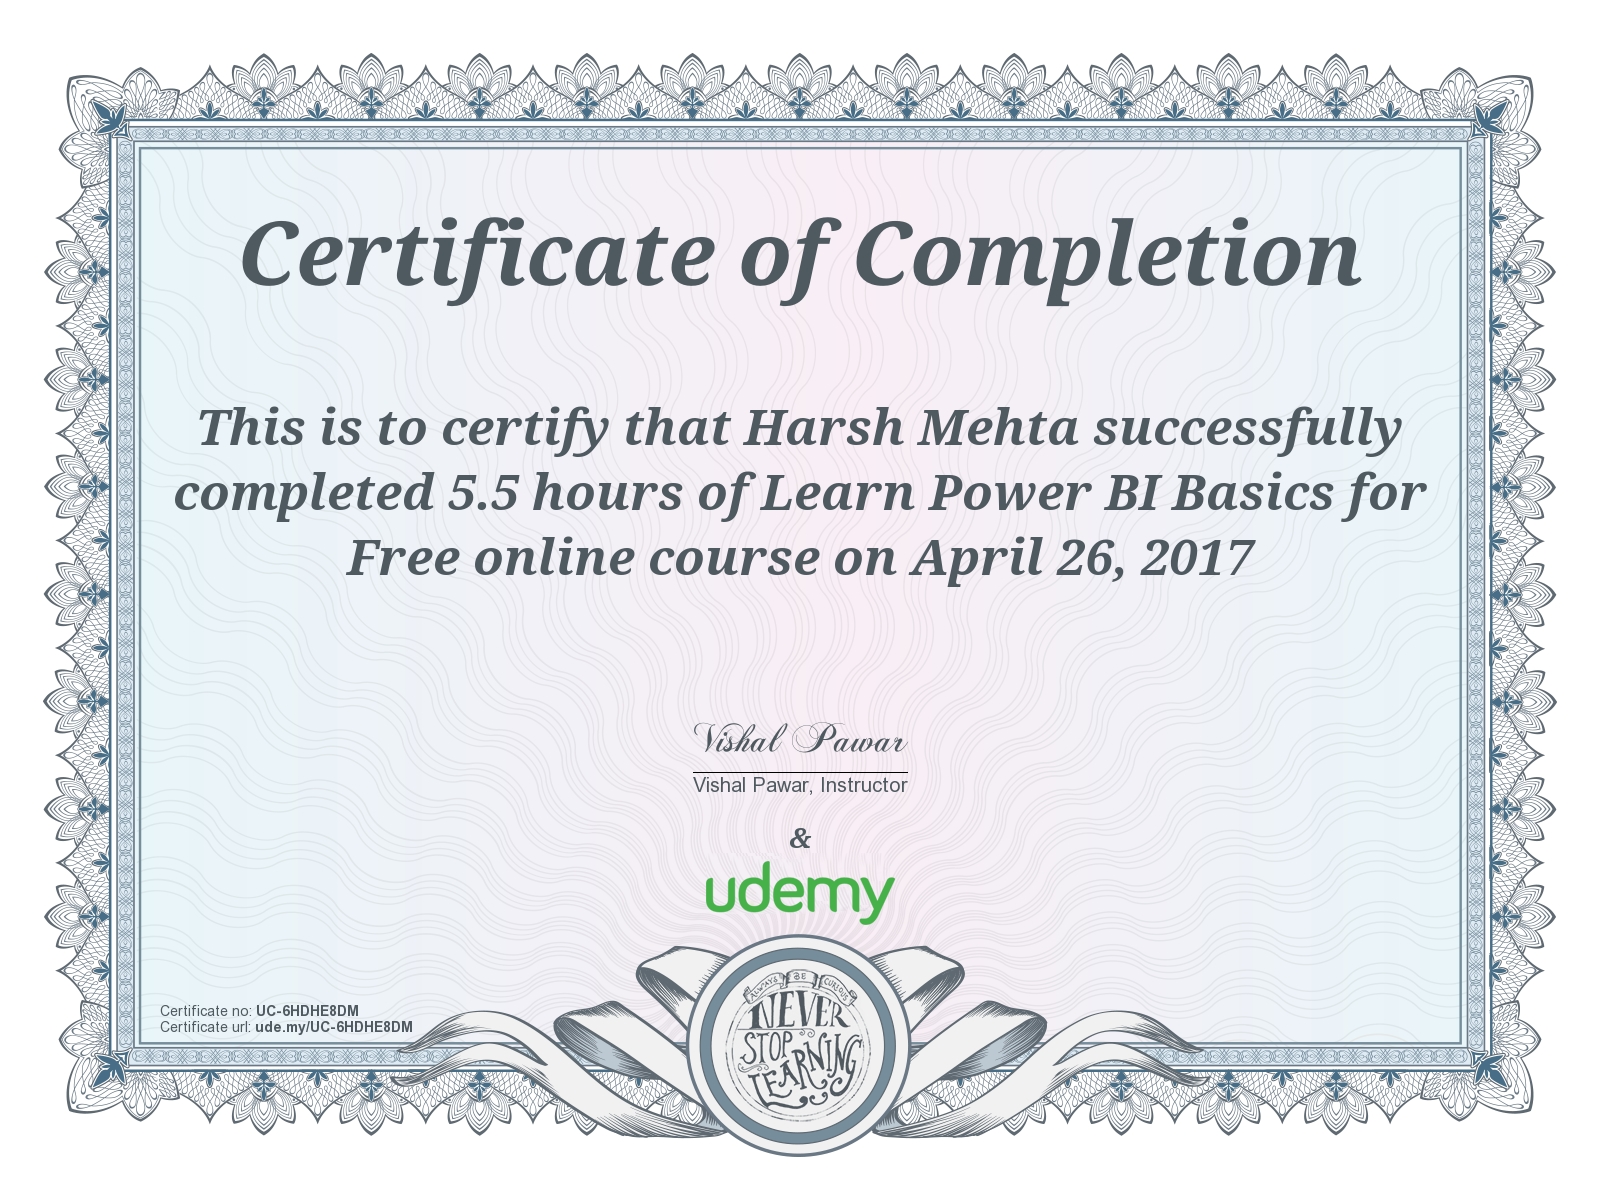 Certificate of Completion
This is to certify that Harsh Mehta successfully
completed 5.5 hours of Learn Power BI Basics for
Free online course on April 26, 2017
Vishal Pawar
Vishal Pawar, Instructor
&
udemy
Certificate no: UC-6HDHE8DM
Certificate url: ude.my/UC-6HDHE8DM
ALWAYS BE CURIOUS
NEVER
STOP
LEARNING